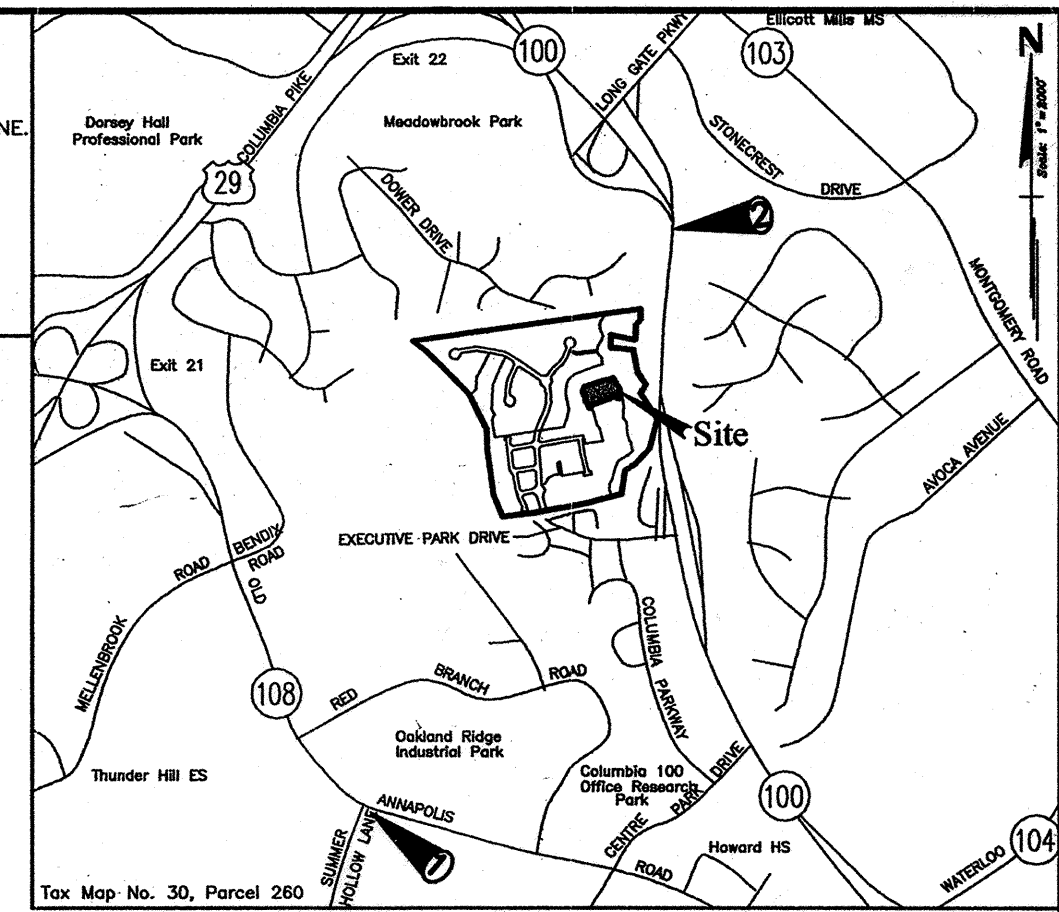 Ellicott Mills MS
100
103
N
Exit 22
LONG GATE PKWY
COLUMBIA PIKE
Scale: 1" = 2000'
NE.
Dorsey Hall
Professional Park
Meadowbrook Park
STONECREST
DRIVE
29
DOWER DRIVE
2
MONTGOMERY ROAD
Exit 21
Site
AVOCA AVENUE
EXECUTIVE PARK DRIVE
BENDIX
ROAD
ROAD
OLD
MELLENBROOK
COLUMBIA PARKWAY
108
RED
BRANCH
ROAD
Oakland Ridge
Industrial Park
Thunder Hill ES
Columbia 100
Office Research
Park
CENTRE PARK DRIVE
100
ANNAPOLIS
ROAD
SUMMER
HOLLOW LANE
1
Howard HS
WATERLOO
104
Tax Map No. 30, Parcel 260